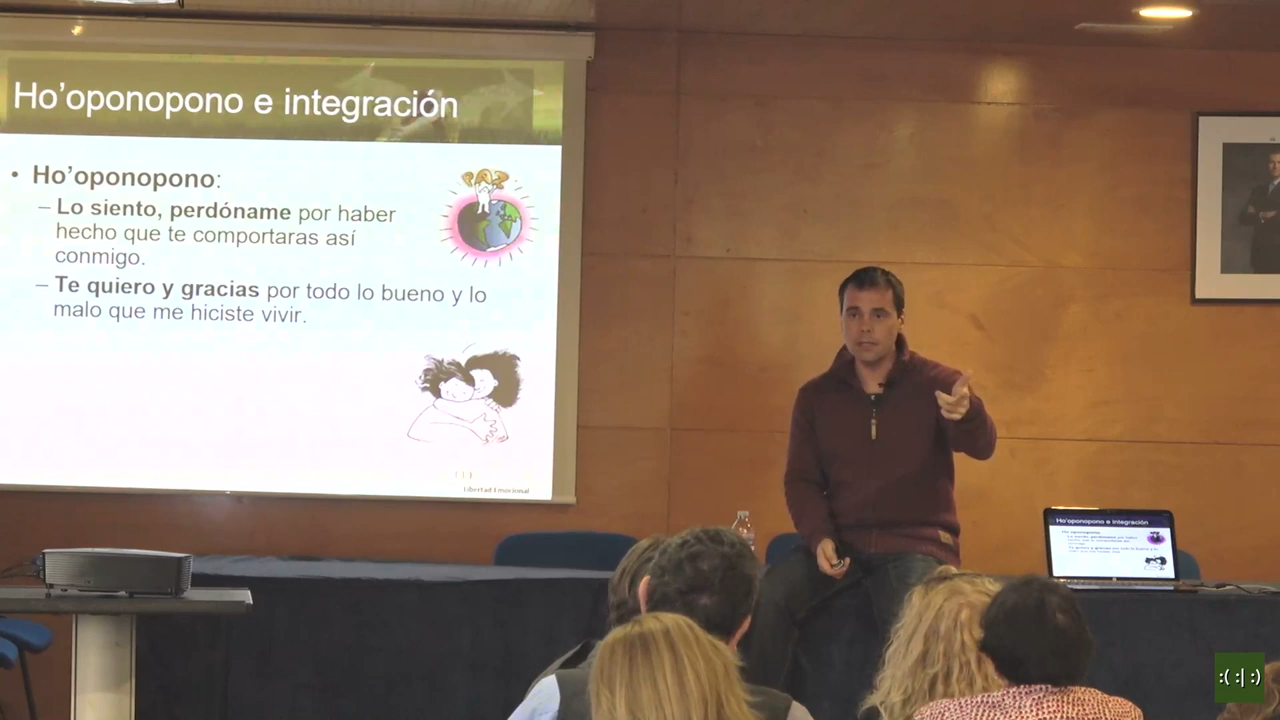 Ho'oponopono e integración
• Ho'oponopono:
– Lo siento, perdóname por haber
hecho que te comportaras así
conmigo.
– Te quiero y gracias por todo lo bueno y lo
malo que me hiciste vivir.
Libertad Emocional
Ho'oponopono e integración
:( :| :)